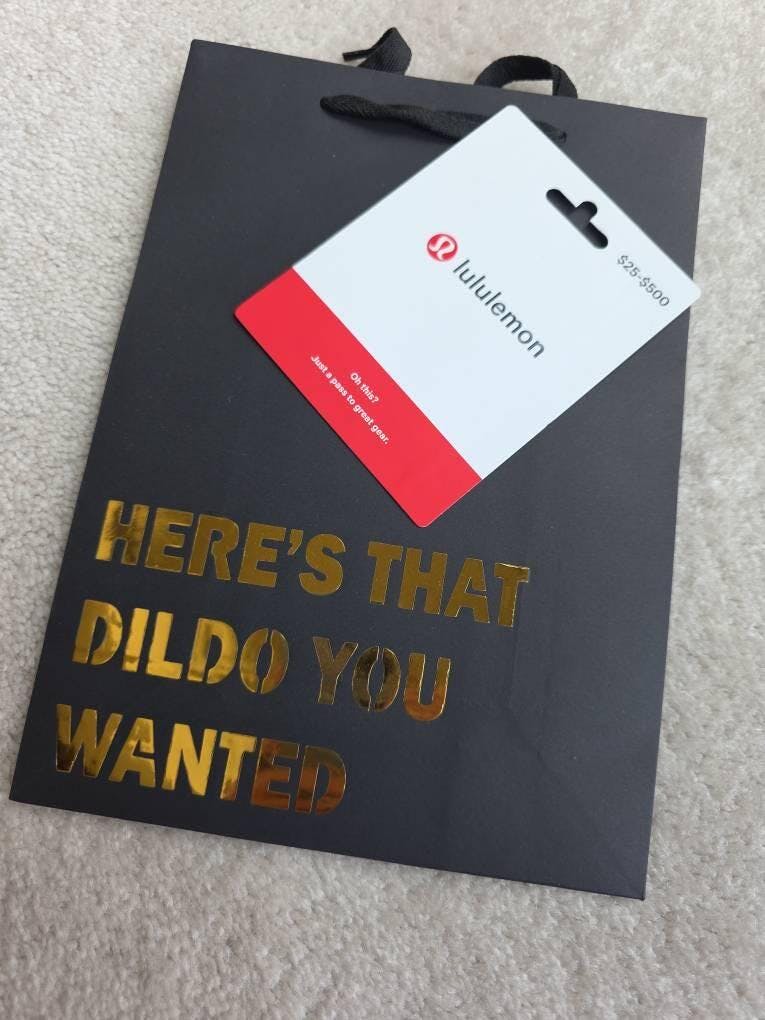 lululemon
$25-$500
Oh this?
Just a pass to great gear.
HERE'S THAT
DILDO YOU
WANTED